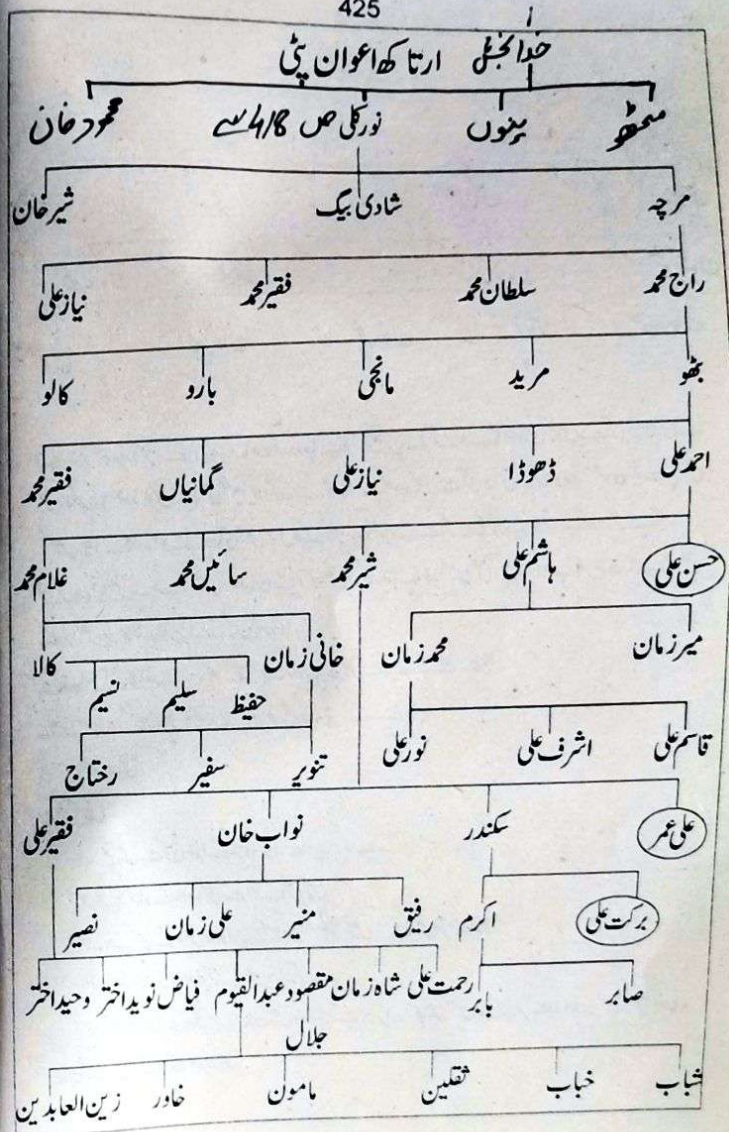 425
خدا بخش ارتاکھ اعوان پٹی
مٹھو پنوں نور کلی ص 418 سے محمود خان
مرچہ شادی بیگ شیر خان
راج محمد سلطان محمد فقیر محمد نیاز علی
بٹھو مرید مانجی بارو کالو
احمد علی ڈھوڈا نیاز علی گمانیاں فقیر محمد
حسن علی ہاشم علی شیر محمد سائیں محمد غلام محمد
میر زمان محمد زمان خانی زمان کالا
حفیظ سلیم نسیم
قاسم علی اشرف علی نور علی تنویر سفیر رختاج
علی عمر سکندر نواب خان فقیر علی
برکت علی اکرم رفیق منیر علی زمان نصیر
صابر بابر رحمت علی شاہ زمان مقصود عبدالقیوم فیاض نوید اختر وحید اختر
جلال
شباب خباب ثقلین مامون خاور زین العابدین